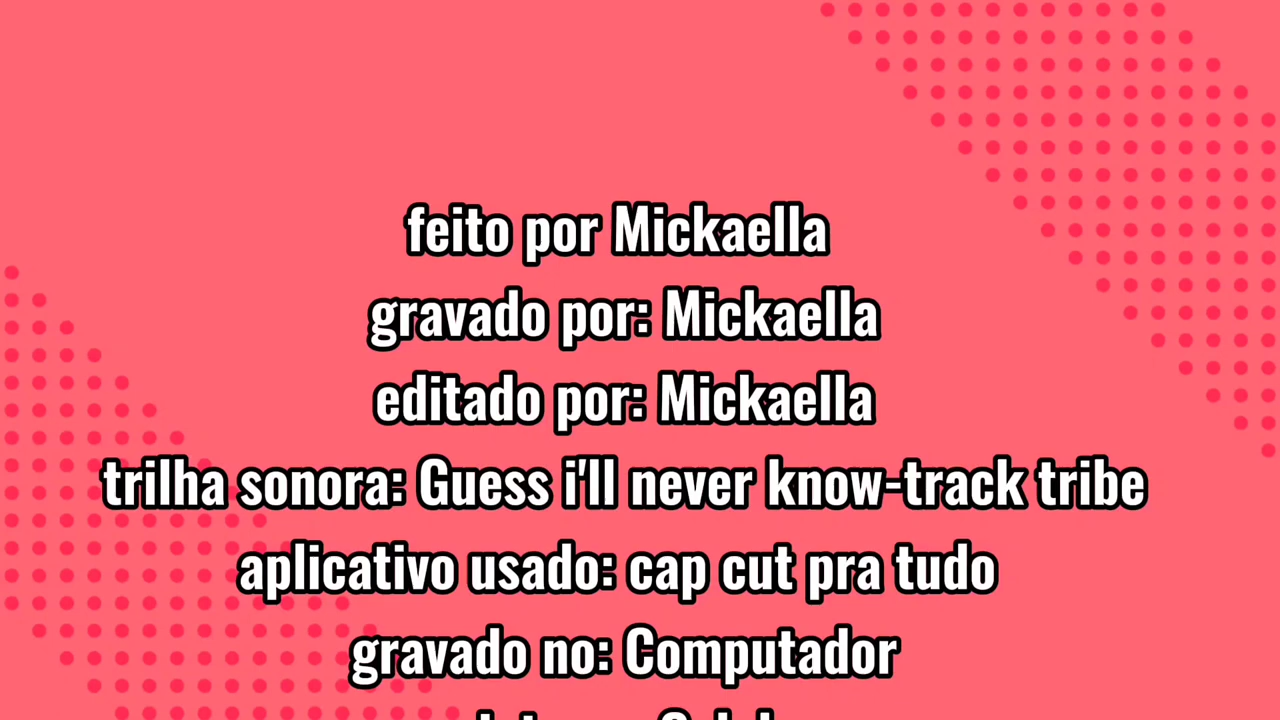 feito por Mickaella
gravado por: Mickaella
editado por: Mickaella
trilha sonora: Guess i'll never know-track tribe
aplicativo usado: cap cut pra tudo
gravado no: Computador